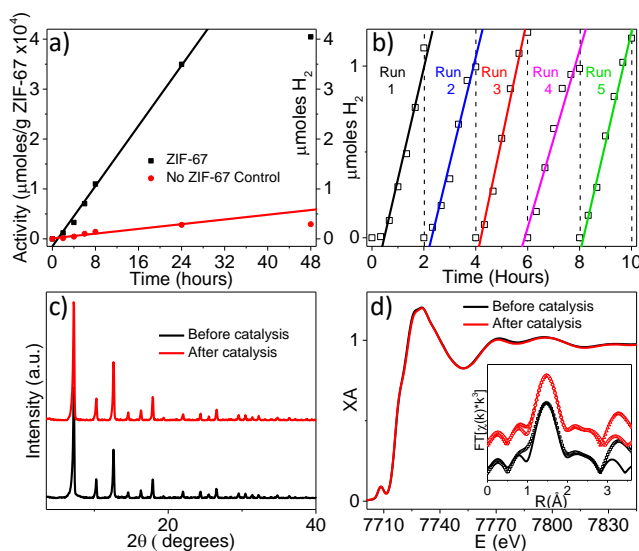 a)
Activity (µmoles/g ZIF-67 x10⁴)
4
3
2
1
0
ZIF-67
No ZIF-67 Control
4
3
2
1
0
µmoles H₂
0 8 16 24 32 40 48
Time (hours)
b)
µmoles H₂
1
0
Run 1
Run 2
Run 3
Run 4
Run 5
0 2 4 6 8 10
Time (Hours)
c)
Intensity (a.u.)
Before catalysis
After catalysis
20 40
2θ ( degrees)
d)
XA
1
0
Before catalysis
After catalysis
FT[χ(k)*k³]
0 1 2 3
R(Å)
7710 7740 7770 7800 7830
E (eV)